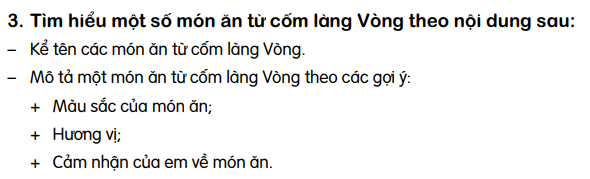 3. Tìm hiểu một số món ăn từ cốm làng Vòng theo nội dung sau:
– Kể tên các món ăn từ cốm làng Vòng.
– Mô tả một món ăn từ cốm làng Vòng theo các gợi ý:
+ Màu sắc của món ăn;
+ Hương vị;
+ Cảm nhận của em về món ăn.